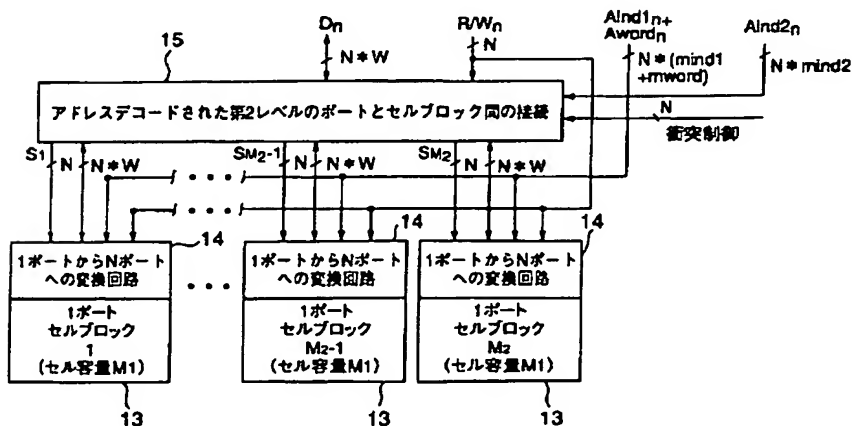 15
Dn
N*W
R/Wn
N
AInd1n+
Awordn
N*(mind1
+mword)
AInd2n
N*mind2
アドレスデコードされた第2レベルのポートとセルブロック間の接続
N
衝突制御
S1
N
N*W
SM2-1
N
N*W
SM2
N
N*W
14
14
14
1ポートからNポート
への変換回路
1ポートからNポート
への変換回路
1ポートからNポート
への変換回路
1ポート
セルブロック
1
(セル容量M1)
1ポート
セルブロック
M2-1
(セル容量M1)
1ポート
セルブロック
M2
(セル容量M1)
13
13
13